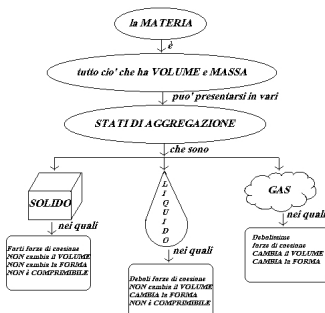 la MATERIA
è
tutto cio' che ha VOLUME e MASSA
puo' presentarsi in vari
STATI DI AGGREGAZIONE
che sono
SOLIDO
LIQUIDO
GAS
nei quali
nei quali
nei quali
Forti forze di coesione
NON cambia il VOLUME
NON cambia la FORMA
NON è COMPRIMIBILE
Deboli forze di coesione
NON cambia il VOLUME
CAMBIA la FORMA
NON è COMPRIMIBILE
Debolissime
forze di coesione
CAMBIA il VOLUME
CAMBIA la FORMA